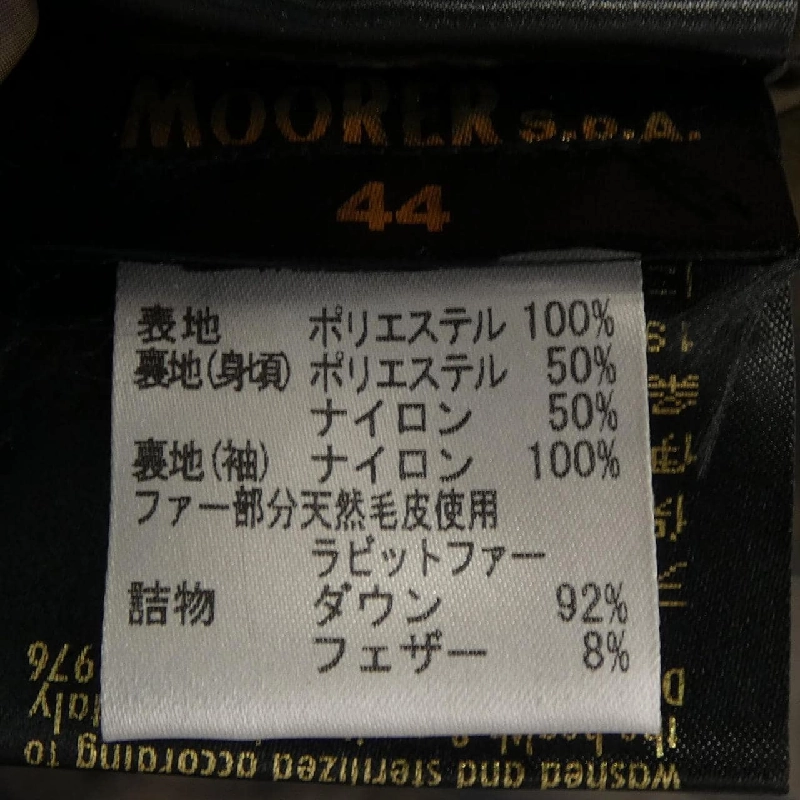 MOORER S.p.A.
44
表地 ポリエステル 100%
裏地(身頃) ポリエステル 50%
ナイロン 50%
裏地(袖) ナイロン 100%
ファー部分天然毛皮使用
ラビットファー
詰物 ダウン 92%
フェザー 8%
washed and sterilized according to
the health
976